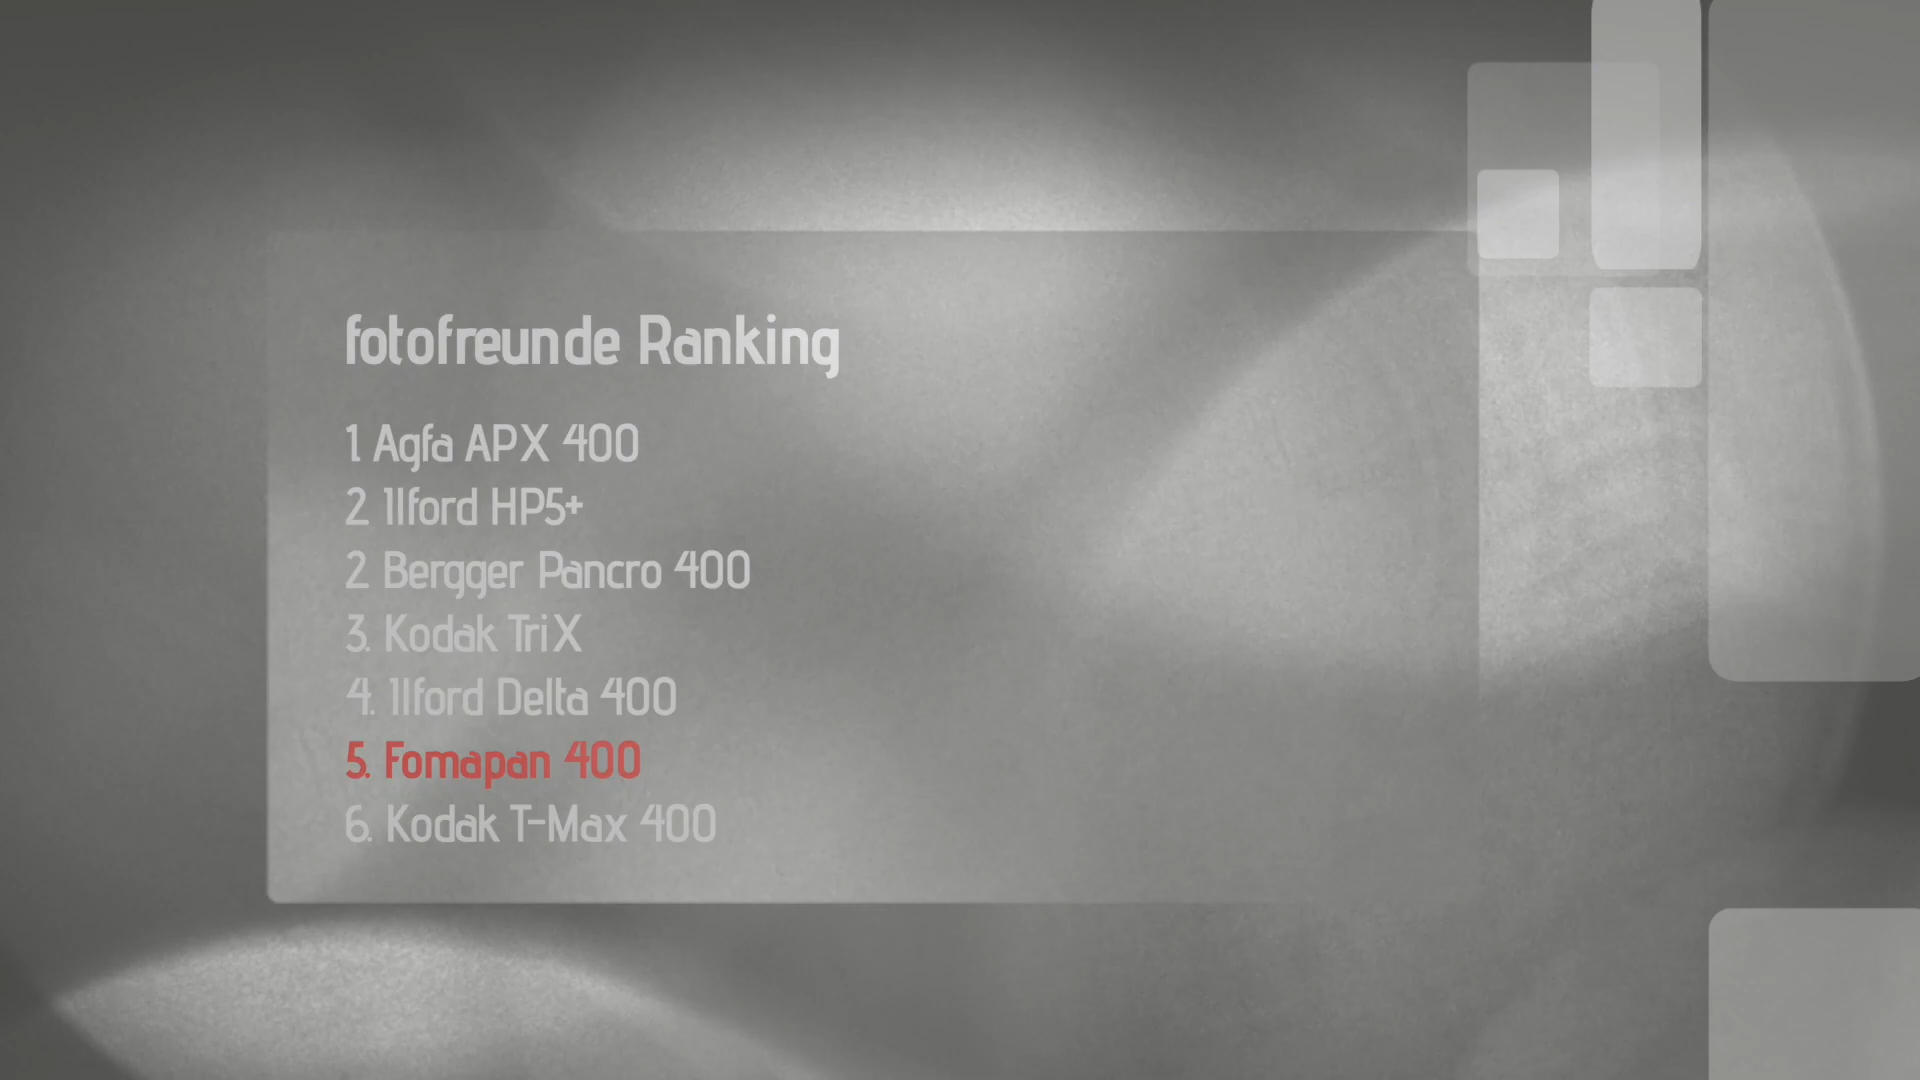 fotofreunde Ranking
1 Agfa APX 400
2 Ilford HP5+
2 Bergger Pancro 400
3. Kodak TriX
4. Ilford Delta 400
5. Fomapan 400
6. Kodak T-Max 400